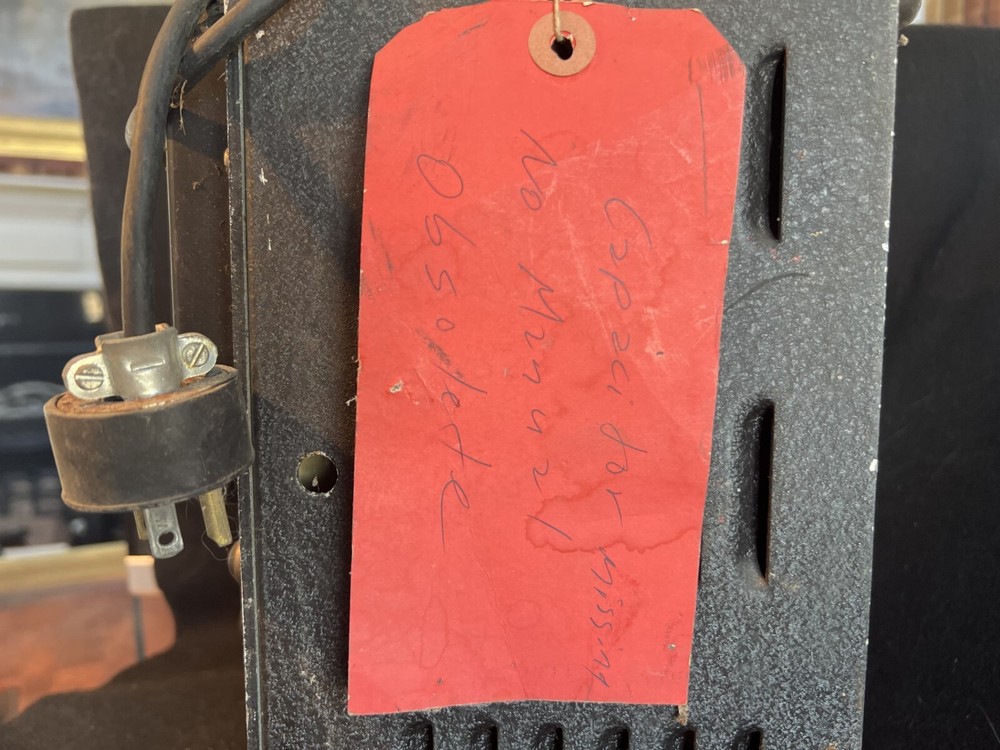 Capacitor missing
No Manual
Obsolete